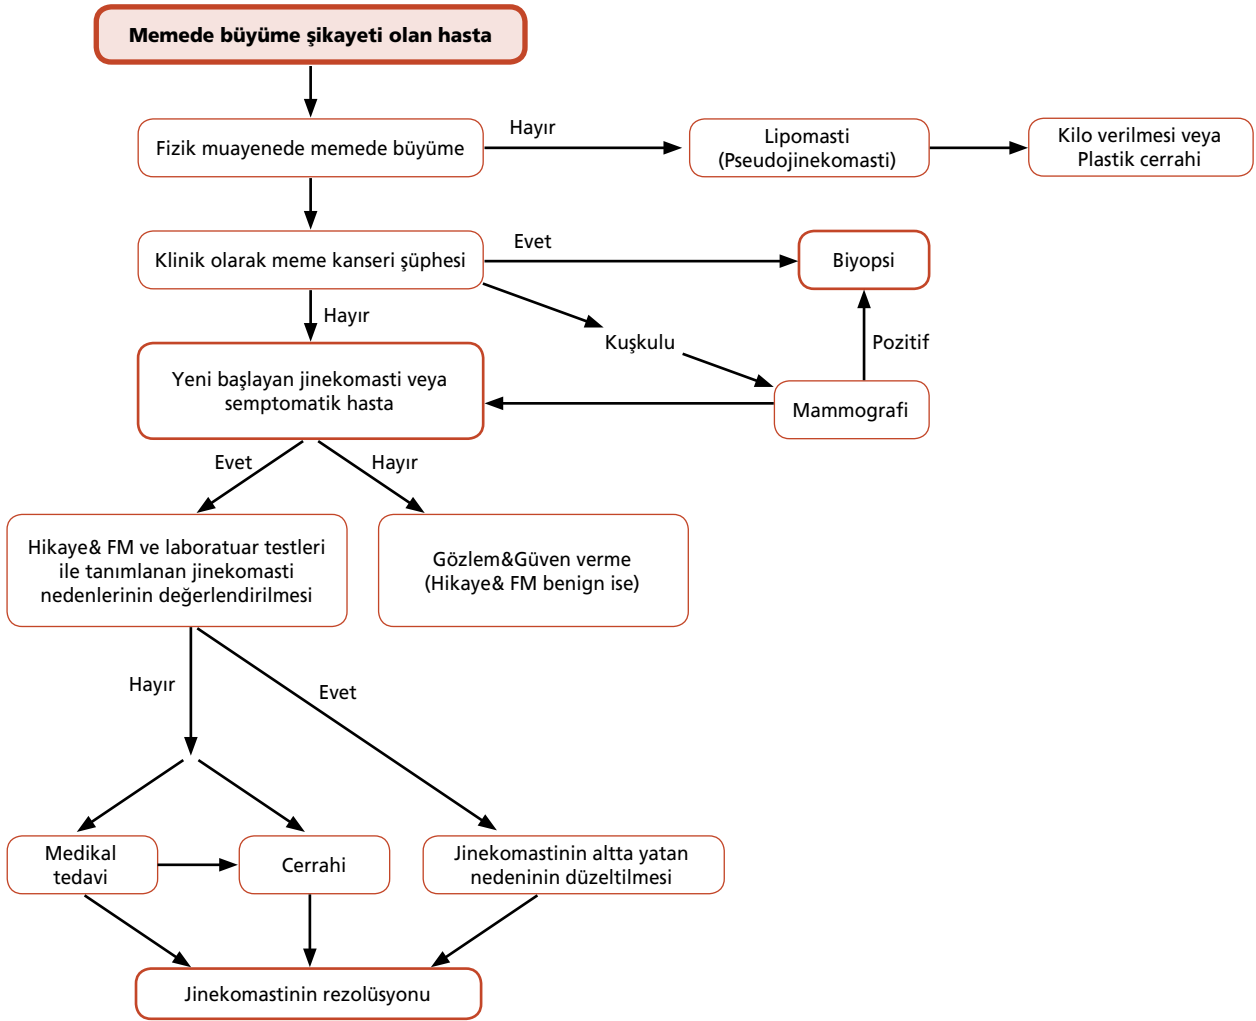 Memede büyüme şikayeti olan hasta
Fizik muayenede memede büyüme
Hayır
Lipomasti
(Pseudojinekomasti)
Kilo verilmesi veya
Plastik cerrahi
Klinik olarak meme kanseri şüphesi
Evet
Biyopsi
Hayır
Kuşkulu
Pozitif
Mammografi
Yeni başlayan jinekomasti veya
semptomatik hasta
Evet
Hayır
Hikaye& FM ve laboratuar testleri
ile tanımlanan jinekomasti
nedenlerinin değerlendirilmesi
Gözlem&Güven verme
(Hikaye& FM benign ise)
Hayır
Evet
Medikal
tedavi
Cerrahi
Jinekomastinin altta yatan
nedeninin düzeltilmesi
Jinekomastinin rezolüsyonu